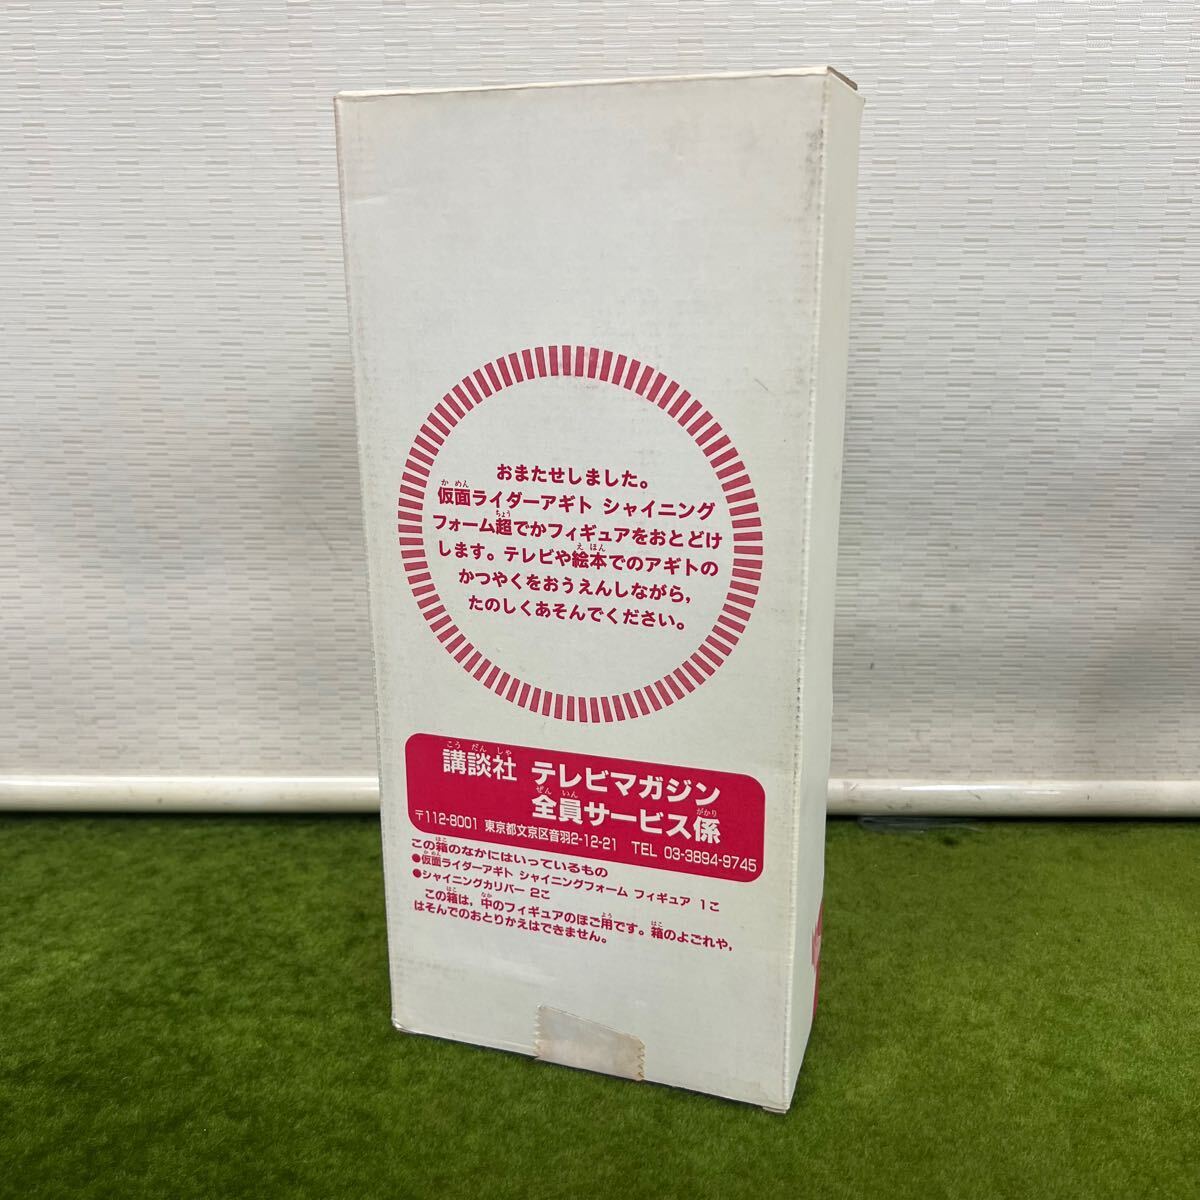 おまたせしました。
仮面ライダーアギト シャイニング
フォーム超でかフィギュアをおとどけ
します。テレビや絵本でのアギトの
かつやくをおうえんしながら,
たのしくあそんでください。
講談社 テレビマガジン
全員サービス係
〒112-8001 東京都文京区音羽2-12-21 TEL 03-3894-9745
この箱のなかにはいっているもの
●仮面ライダーアギト シャイニングフォーム フィギュア 1こ
●シャイニングカリバー 2こ
この箱は,中のフィギュアのほご用です。箱のよごれや,
はそんでのおとりかえはできません。